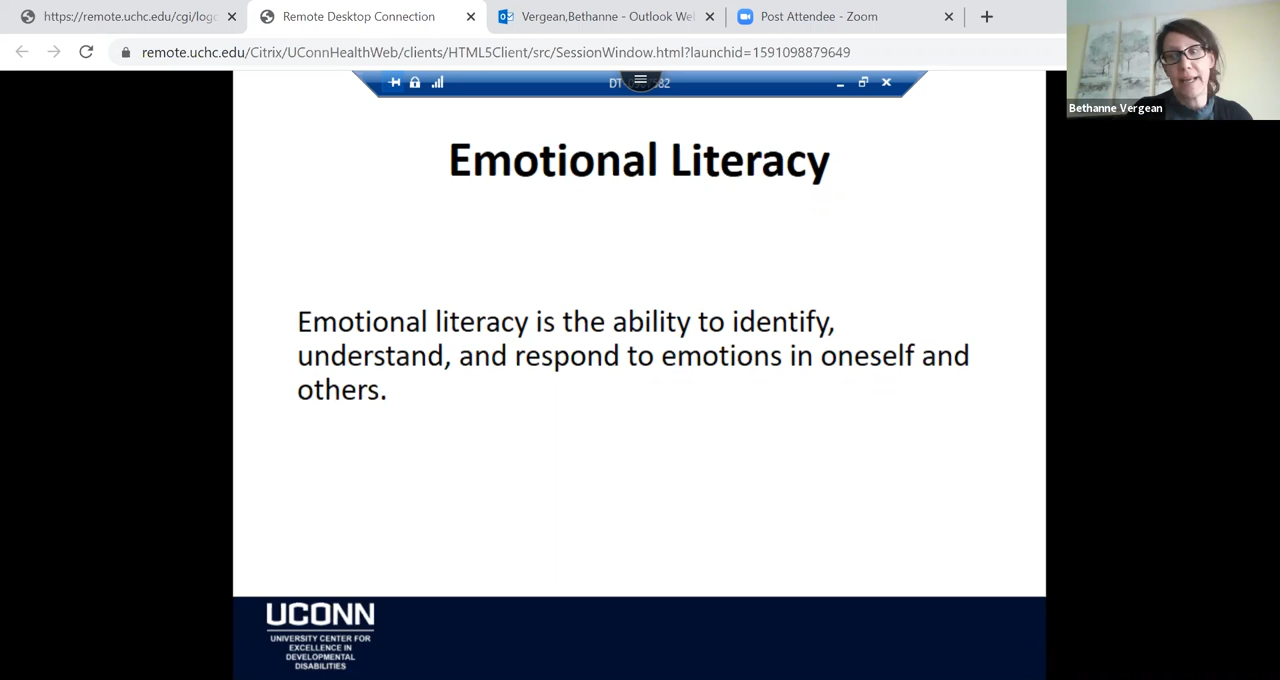 https://remote.uchc.edu/cgi/logo
Remote Desktop Connection
Vergean,Bethanne - Outlook We
Post Attendee - Zoom
remote.uchc.edu/Citrix/UConnHealthWeb/clients/HTML5Client/src/SessionWindow.html?launchid=1591098879649
Bethanne Vergean
Emotional Literacy
Emotional literacy is the ability to identify,
understand, and respond to emotions in oneself and
others.
UCONN
UNIVERSITY CENTER FOR
EXCELLENCE IN
DEVELOPMENTAL
DISABILITIES